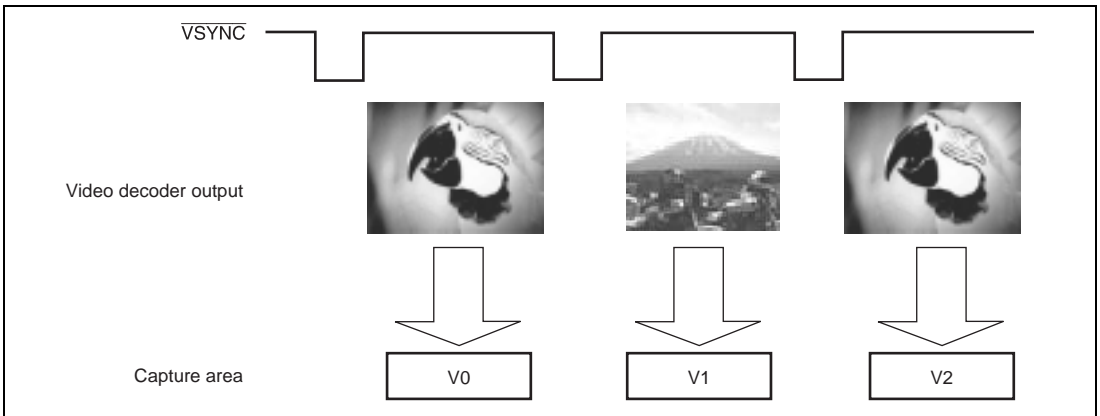 VSYNC
Video decoder output
Capture area
V0
V1
V2